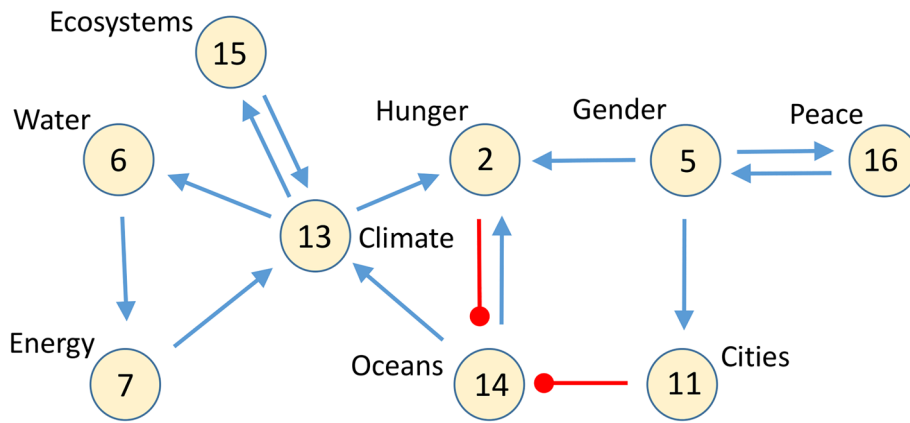 Ecosystems
15
Water
6
Hunger
2
Gender
5
Peace
16
13
Climate
Energy
7
Oceans
14
Cities
11